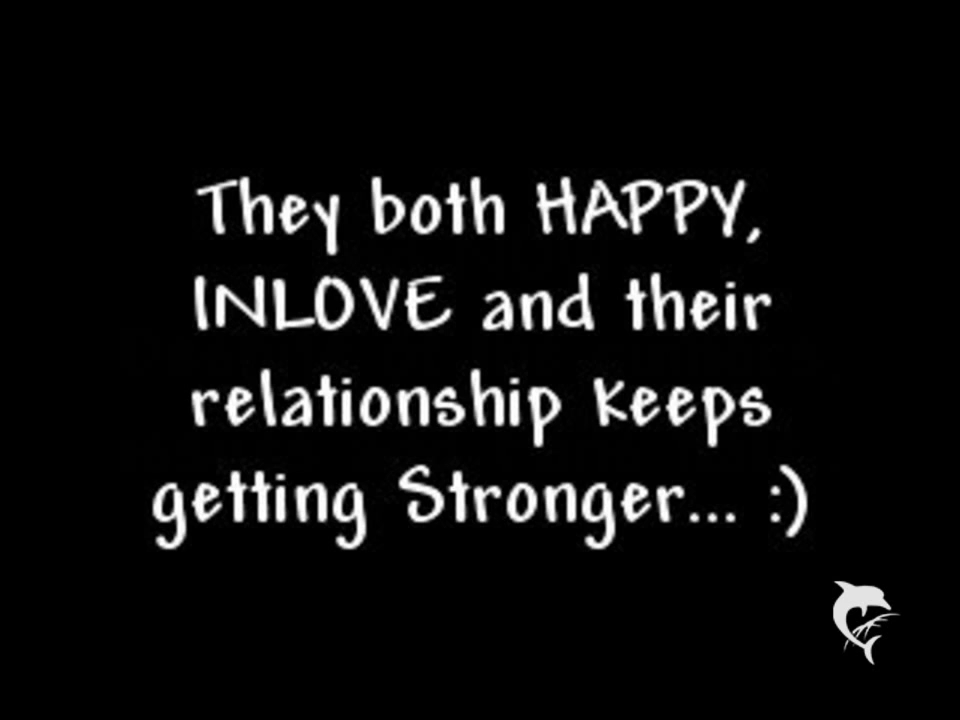 They both HAPPY,
INLOVE and their
relationship keeps
getting Stronger... :)